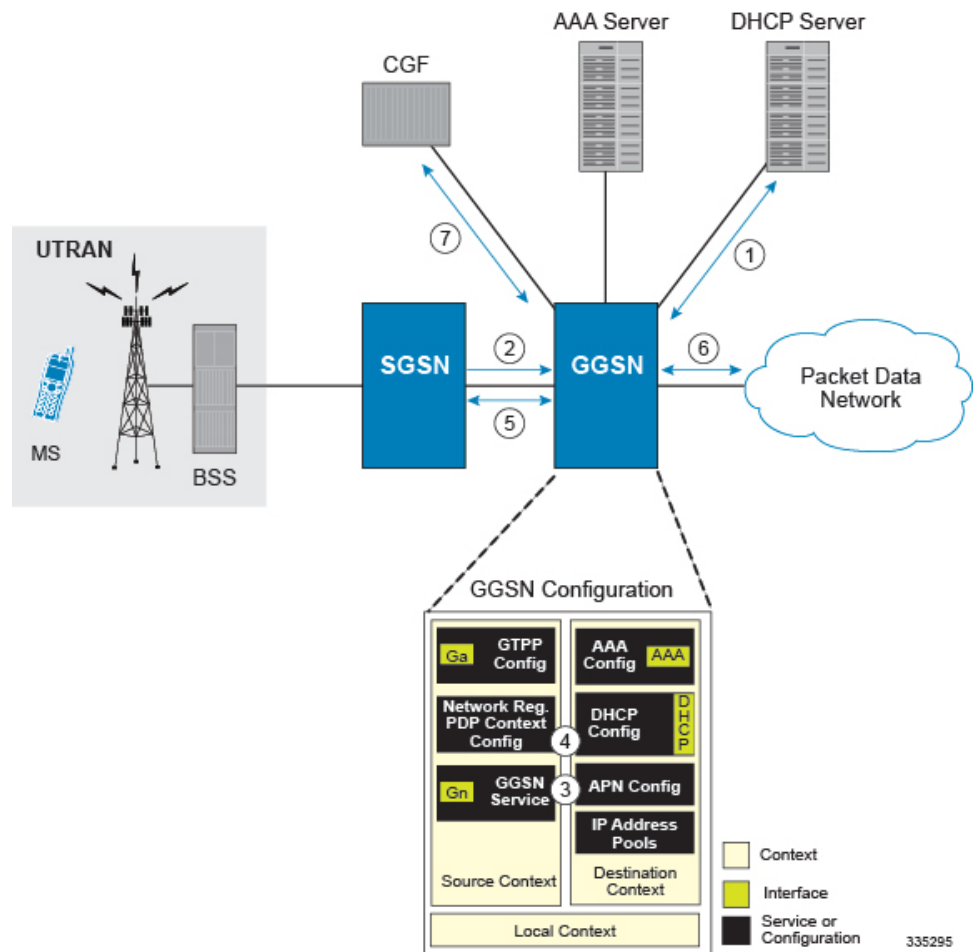 AAA Server
DHCP Server
CGF
7
1
UTRAN
SGSN
2
GGSN
6
Packet Data
Network
5
MS
BSS
GGSN Configuration
Ga
GTPP
Config
AAA
Config
AAA
Network Reg.
PDP Context
Config
4
DHCP
Config
DHCP
Gn
GGSN
Service
3
APN Config
IP Address
Pools
Source Context
Destination
Context
Local Context
Context
Interface
Service or
Configuration
335295